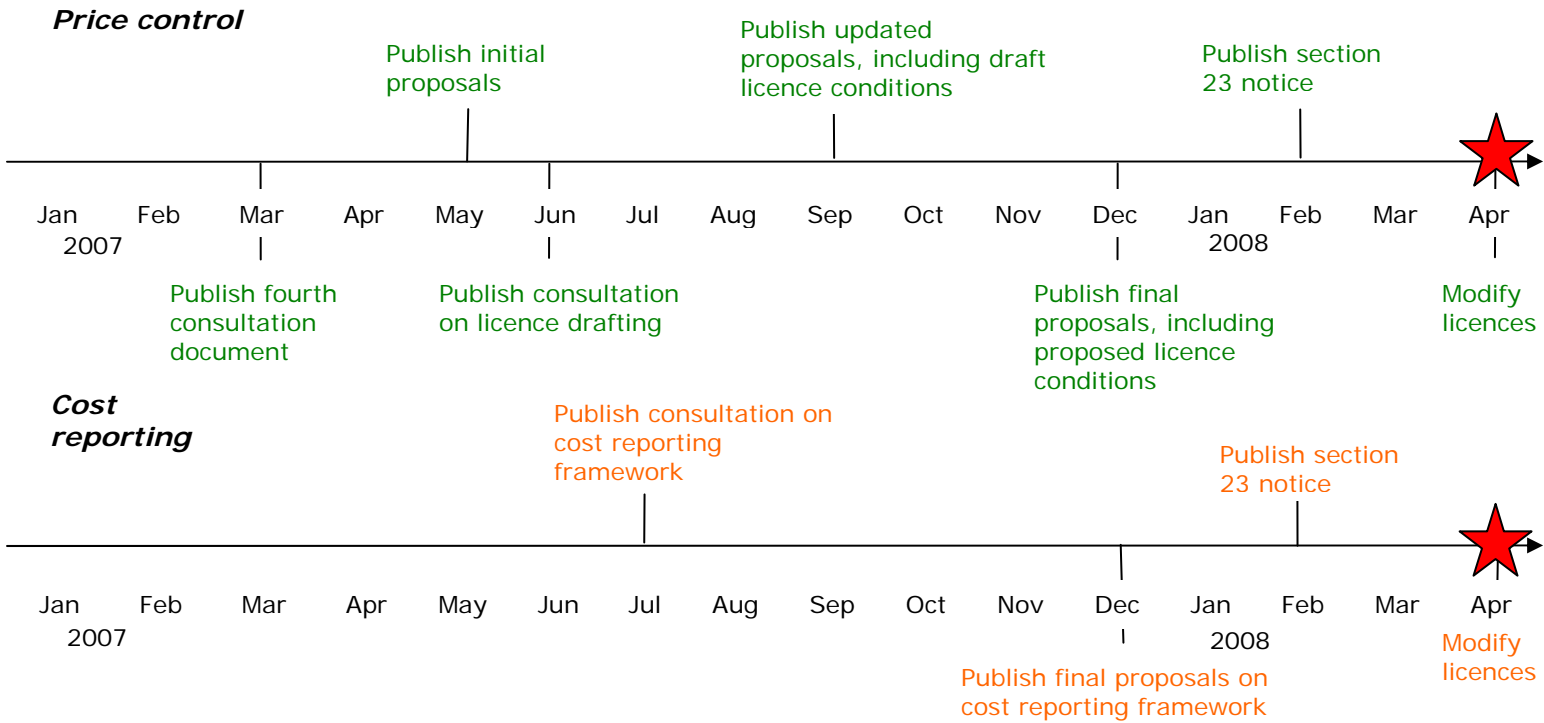 Price control
Publish initial
proposals
Publish updated
proposals, including draft
licence conditions
Publish section
23 notice
Jan Feb Mar Apr May Jun Jul Aug Sep Oct Nov Dec Jan Feb Mar Apr
2007 2008
Publish fourth
consultation
document
Publish consultation
on licence drafting
Publish final
proposals, including
proposed licence
conditions
Modify
licences
Cost
reporting
Publish consultation on
cost reporting
framework
Publish section
23 notice
Jan Feb Mar Apr May Jun Jul Aug Sep Oct Nov Dec Jan Feb Mar Apr
2007 2008
Publish final proposals on
cost reporting framework
Modify
licences